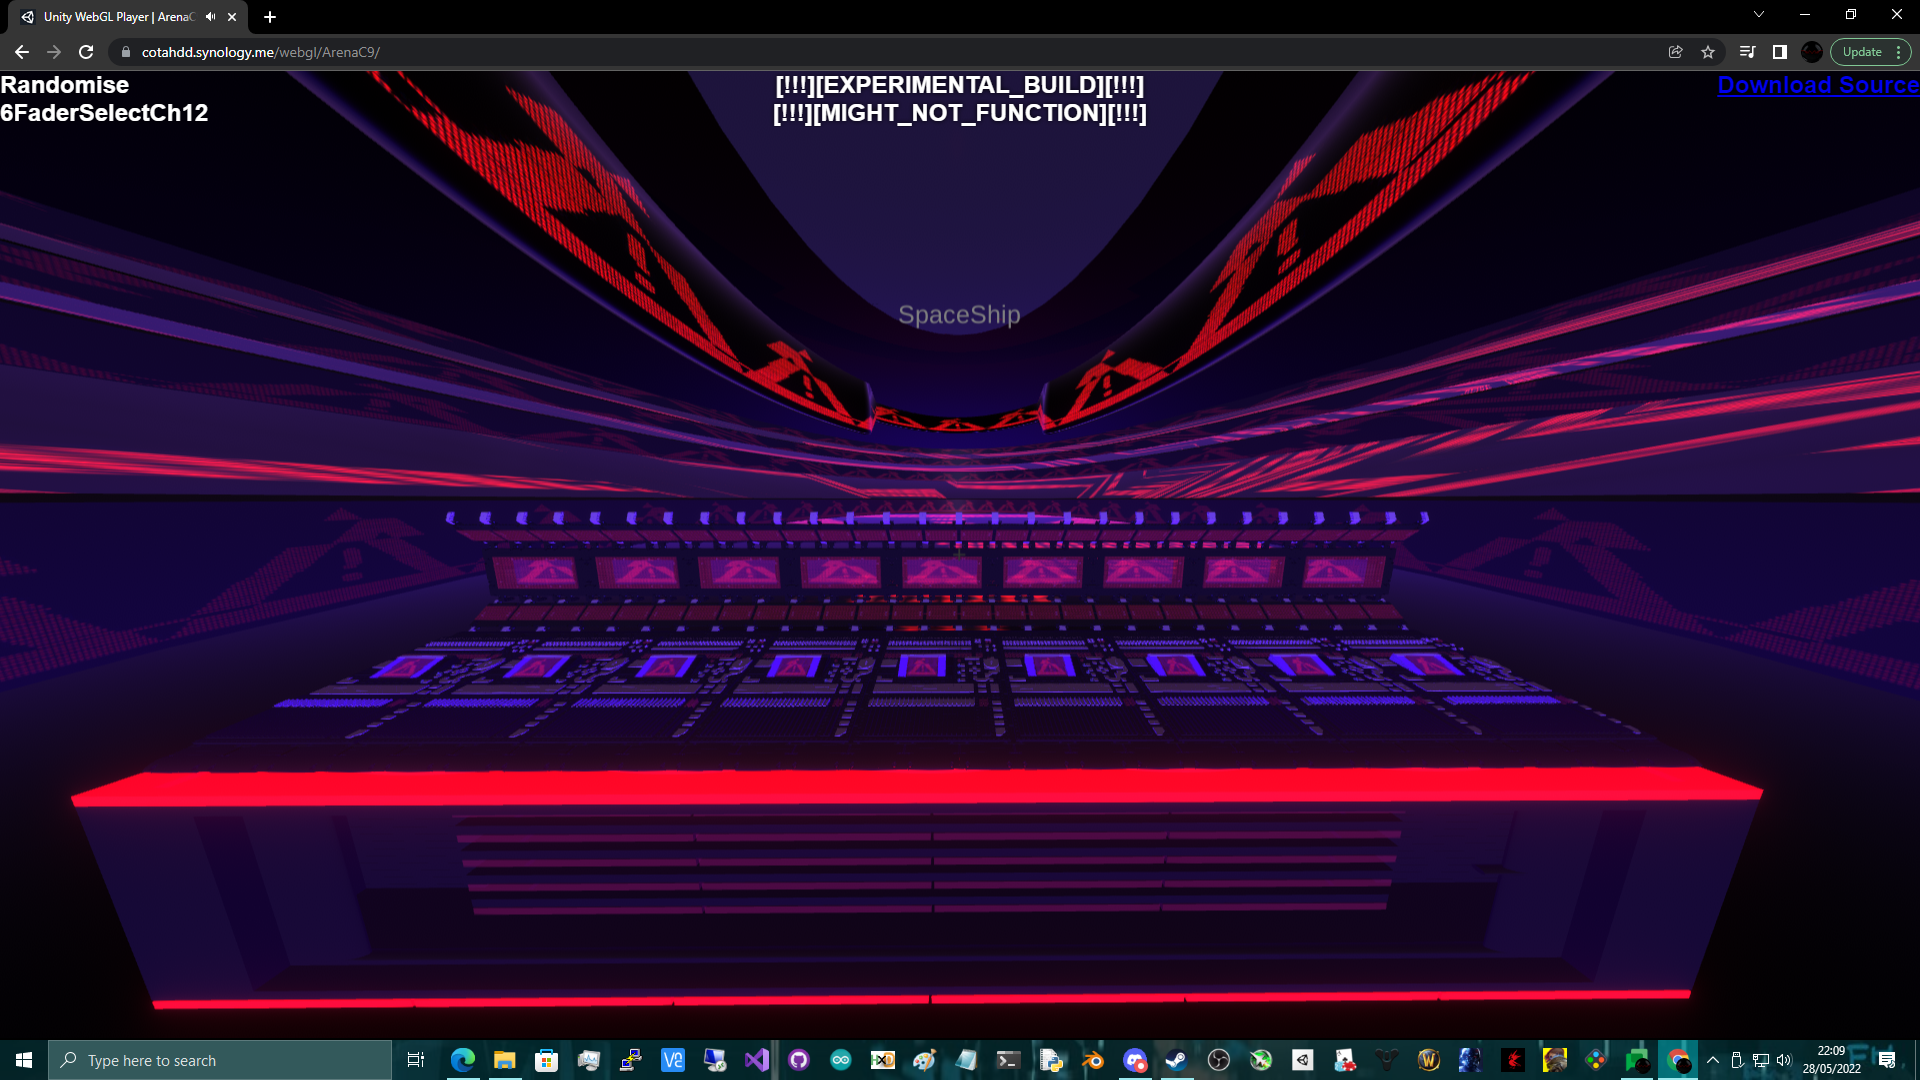 Unity WebGL Player | ArenaC
cotahdd.synology.me/webgl/ArenaC9/
Update
Randomise
6FaderSelectCh12
[!!!][EXPERIMENTAL_BUILD][!!!]
[!!!][MIGHT_NOT_FUNCTION][!!!]
Download Source
SpaceShip
Type here to search
22:09
28/05/2022